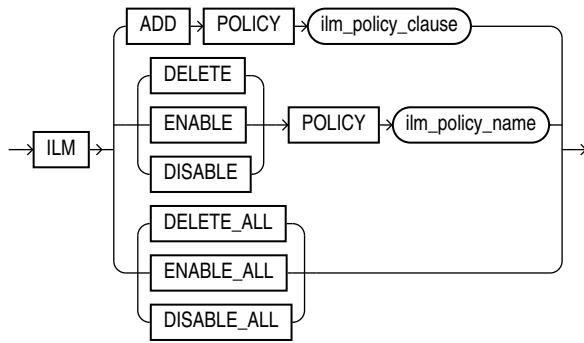 ADD POLICY ilm_policy_clause
DELETE
ENABLE POLICY ilm_policy_name
ILM
DISABLE
DELETE_ALL
ENABLE_ALL
DISABLE_ALL